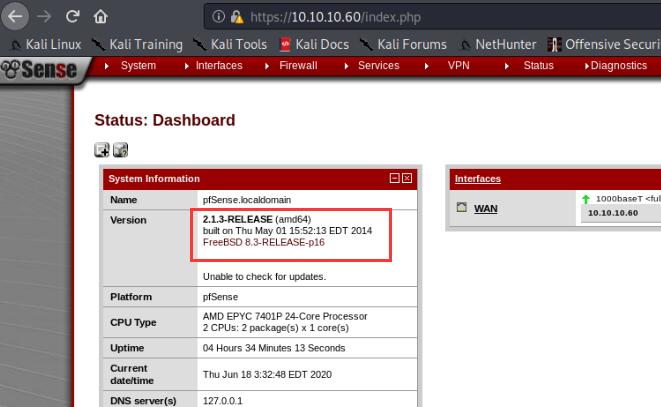 https://10.10.10.60/index.php
Kali Linux Kali Training Kali Tools Kali Docs Kali Forums NetHunter Offensive Securi
Sense System Interfaces Firewall Services VPN Status Diagnostics
Status: Dashboard
System Information
Name pfSense.localdomain
Version 2.1.3-RELEASE (amd64)
built on Thu May 01 15:52:13 EDT 2014
FreeBSD 8.3-RELEASE-p16
Unable to check for updates.
Platform pfSense
CPU Type AMD EPYC 7401P 24-Core Processor
2 CPUs: 2 package(s) x 1 core(s)
Uptime 04 Hours 34 Minutes 13 Seconds
Current
date/time Thu Jun 18 3:32:48 EDT 2020
DNS server(s) 127.0.0.1
Interfaces
WAN
1000baseT <full
10.10.10.60